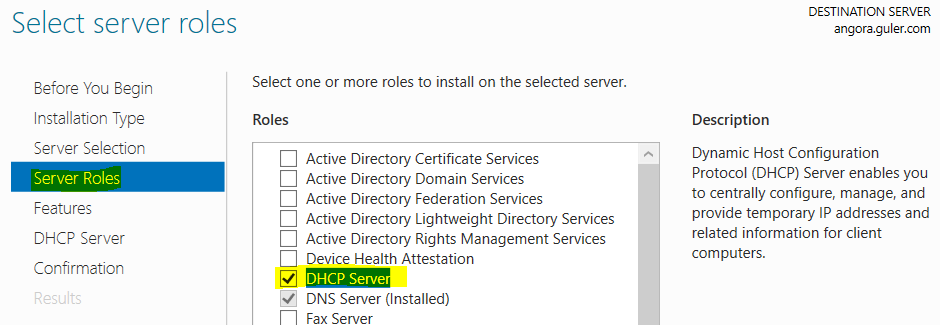 Select server roles
DESTINATION SERVER
angora.guler.com
Before You Begin
Installation Type
Server Selection
Server Roles
Features
DHCP Server
Confirmation
Results
Select one or more roles to install on the selected server.
Roles
Active Directory Certificate Services
Active Directory Domain Services
Active Directory Federation Services
Active Directory Lightweight Directory Services
Active Directory Rights Management Services
Device Health Attestation
DHCP Server
DNS Server (Installed)
Fax Server
Description
Dynamic Host Configuration
Protocol (DHCP) Server enables you
to centrally configure, manage, and
provide temporary IP addresses and
related information for client
computers.